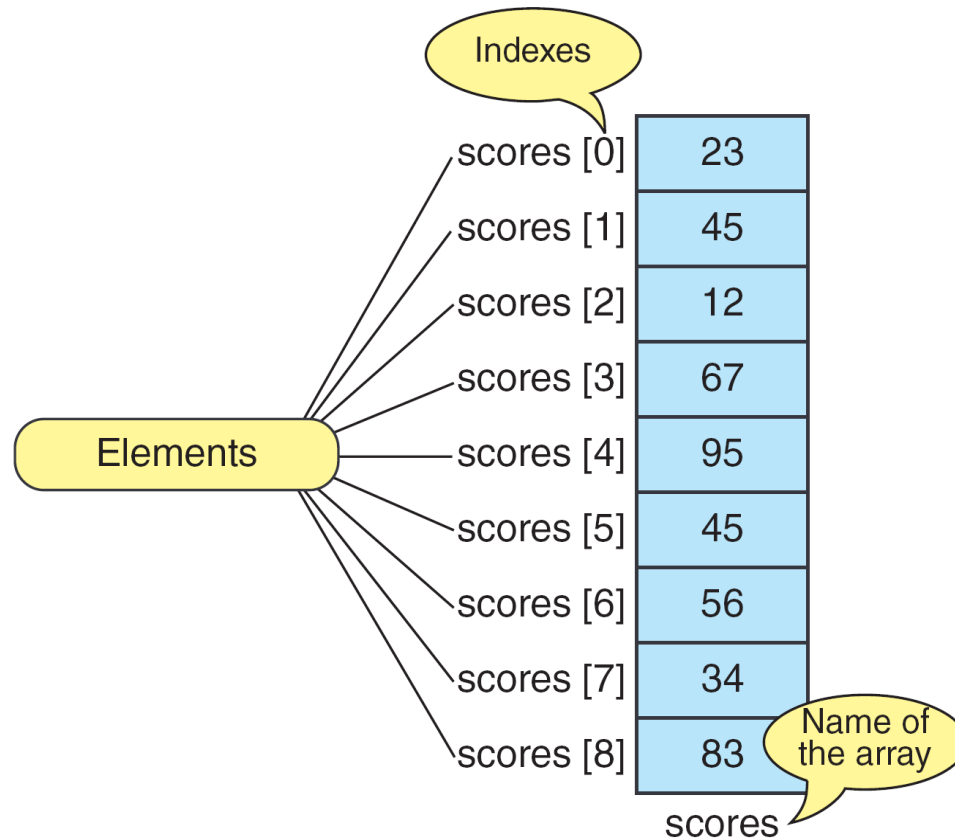 Indexes
scores [0] 23
scores [1] 45
scores [2] 12
scores [3] 67
Elements
scores [4] 95
scores [5] 45
scores [6] 56
scores [7] 34
scores [8] 83
Name of
the array
scores